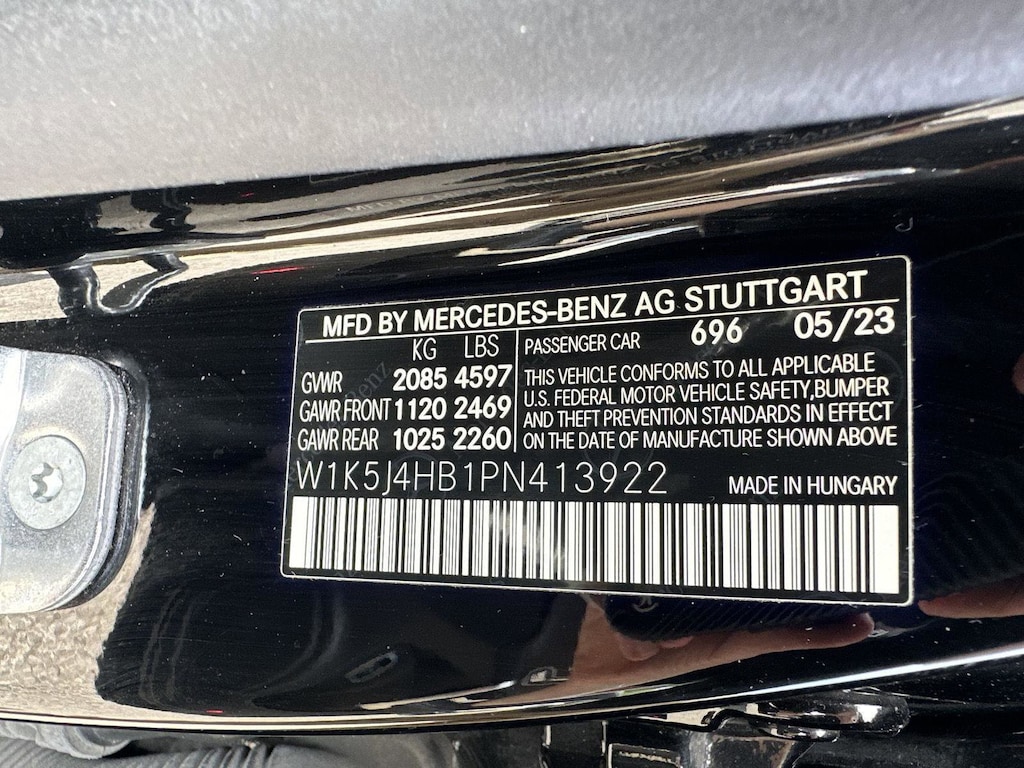 MFD BY MERCEDES-BENZ AG STUTTGART
KG LBS
GVWR 2085 4597
GAWR FRONT 1120 2469
GAWR REAR 1025 2260
PASSENGER CAR 696 05/23
THIS VEHICLE CONFORMS TO ALL APPLICABLE
U.S. FEDERAL MOTOR VEHICLE SAFETY,BUMPER
AND THEFT PREVENTION STANDARDS IN EFFECT
ON THE DATE OF MANUFACTURE SHOWN ABOVE
W1K5J4HB1PN413922
MADE IN HUNGARY